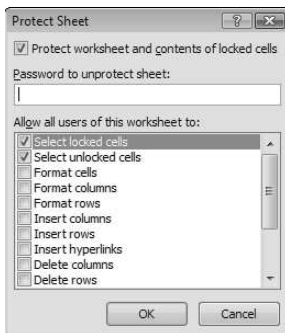 Protect Sheet
Protect worksheet and contents of locked cells
Password to unprotect sheet:
Allow all users of this worksheet to:
Select locked cells
Select unlocked cells
Format cells
Format columns
Format rows
Insert columns
Insert rows
Insert hyperlinks
Delete columns
Delete rows
OK Cancel